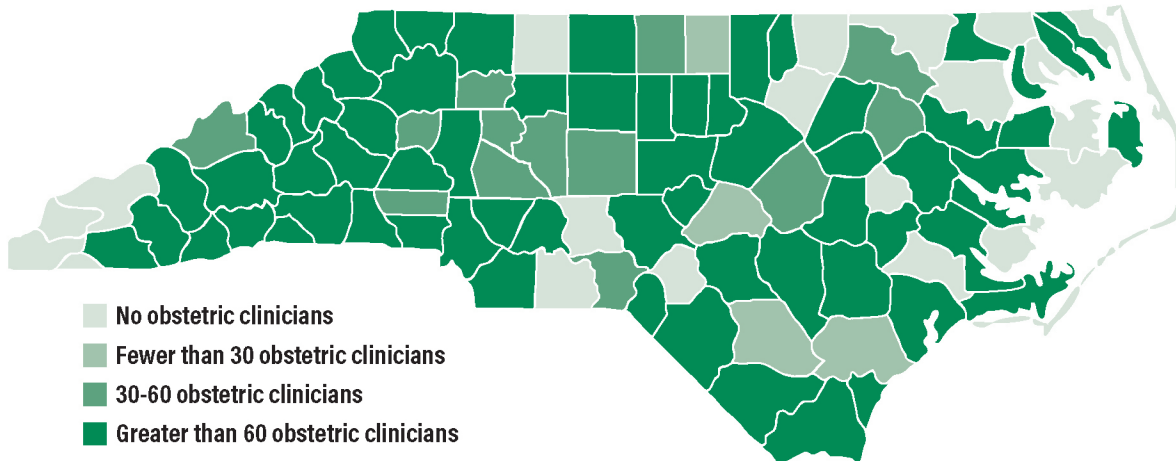 No obstetric clinicians
Fewer than 30 obstetric clinicians
30-60 obstetric clinicians
Greater than 60 obstetric clinicians